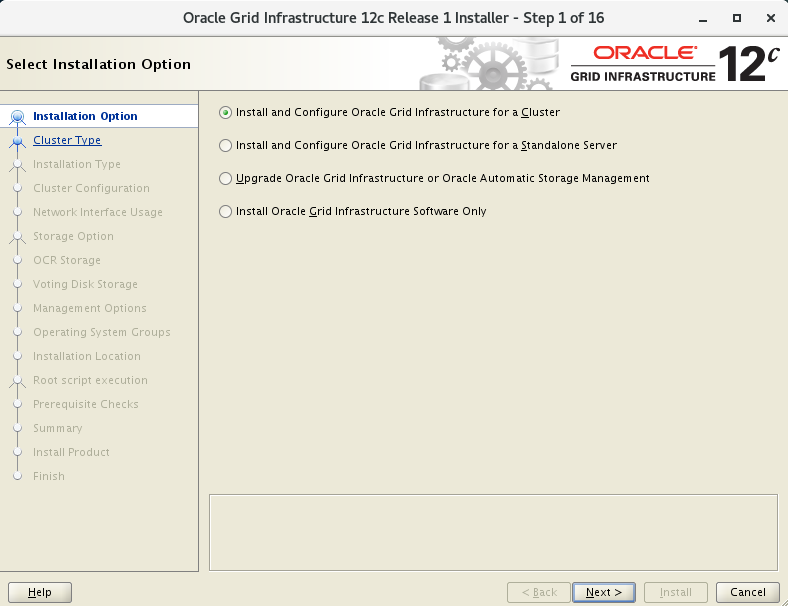 Oracle Grid Infrastructure 12c Release 1 Installer - Step 1 of 16
Select Installation Option
ORACLE®
GRID INFRASTRUCTURE
12c
Installation Option
Cluster Type
Installation Type
Cluster Configuration
Network Interface Usage
Storage Option
OCR Storage
Voting Disk Storage
Management Options
Operating System Groups
Installation Location
Root script execution
Prerequisite Checks
Summary
Install Product
Finish
Install and Configure Oracle Grid Infrastructure for a Cluster
Install and Configure Oracle Grid Infrastructure for a Standalone Server
Upgrade Oracle Grid Infrastructure or Oracle Automatic Storage Management
Install Oracle Grid Infrastructure Software Only
Help
< Back
Next >
Install
Cancel